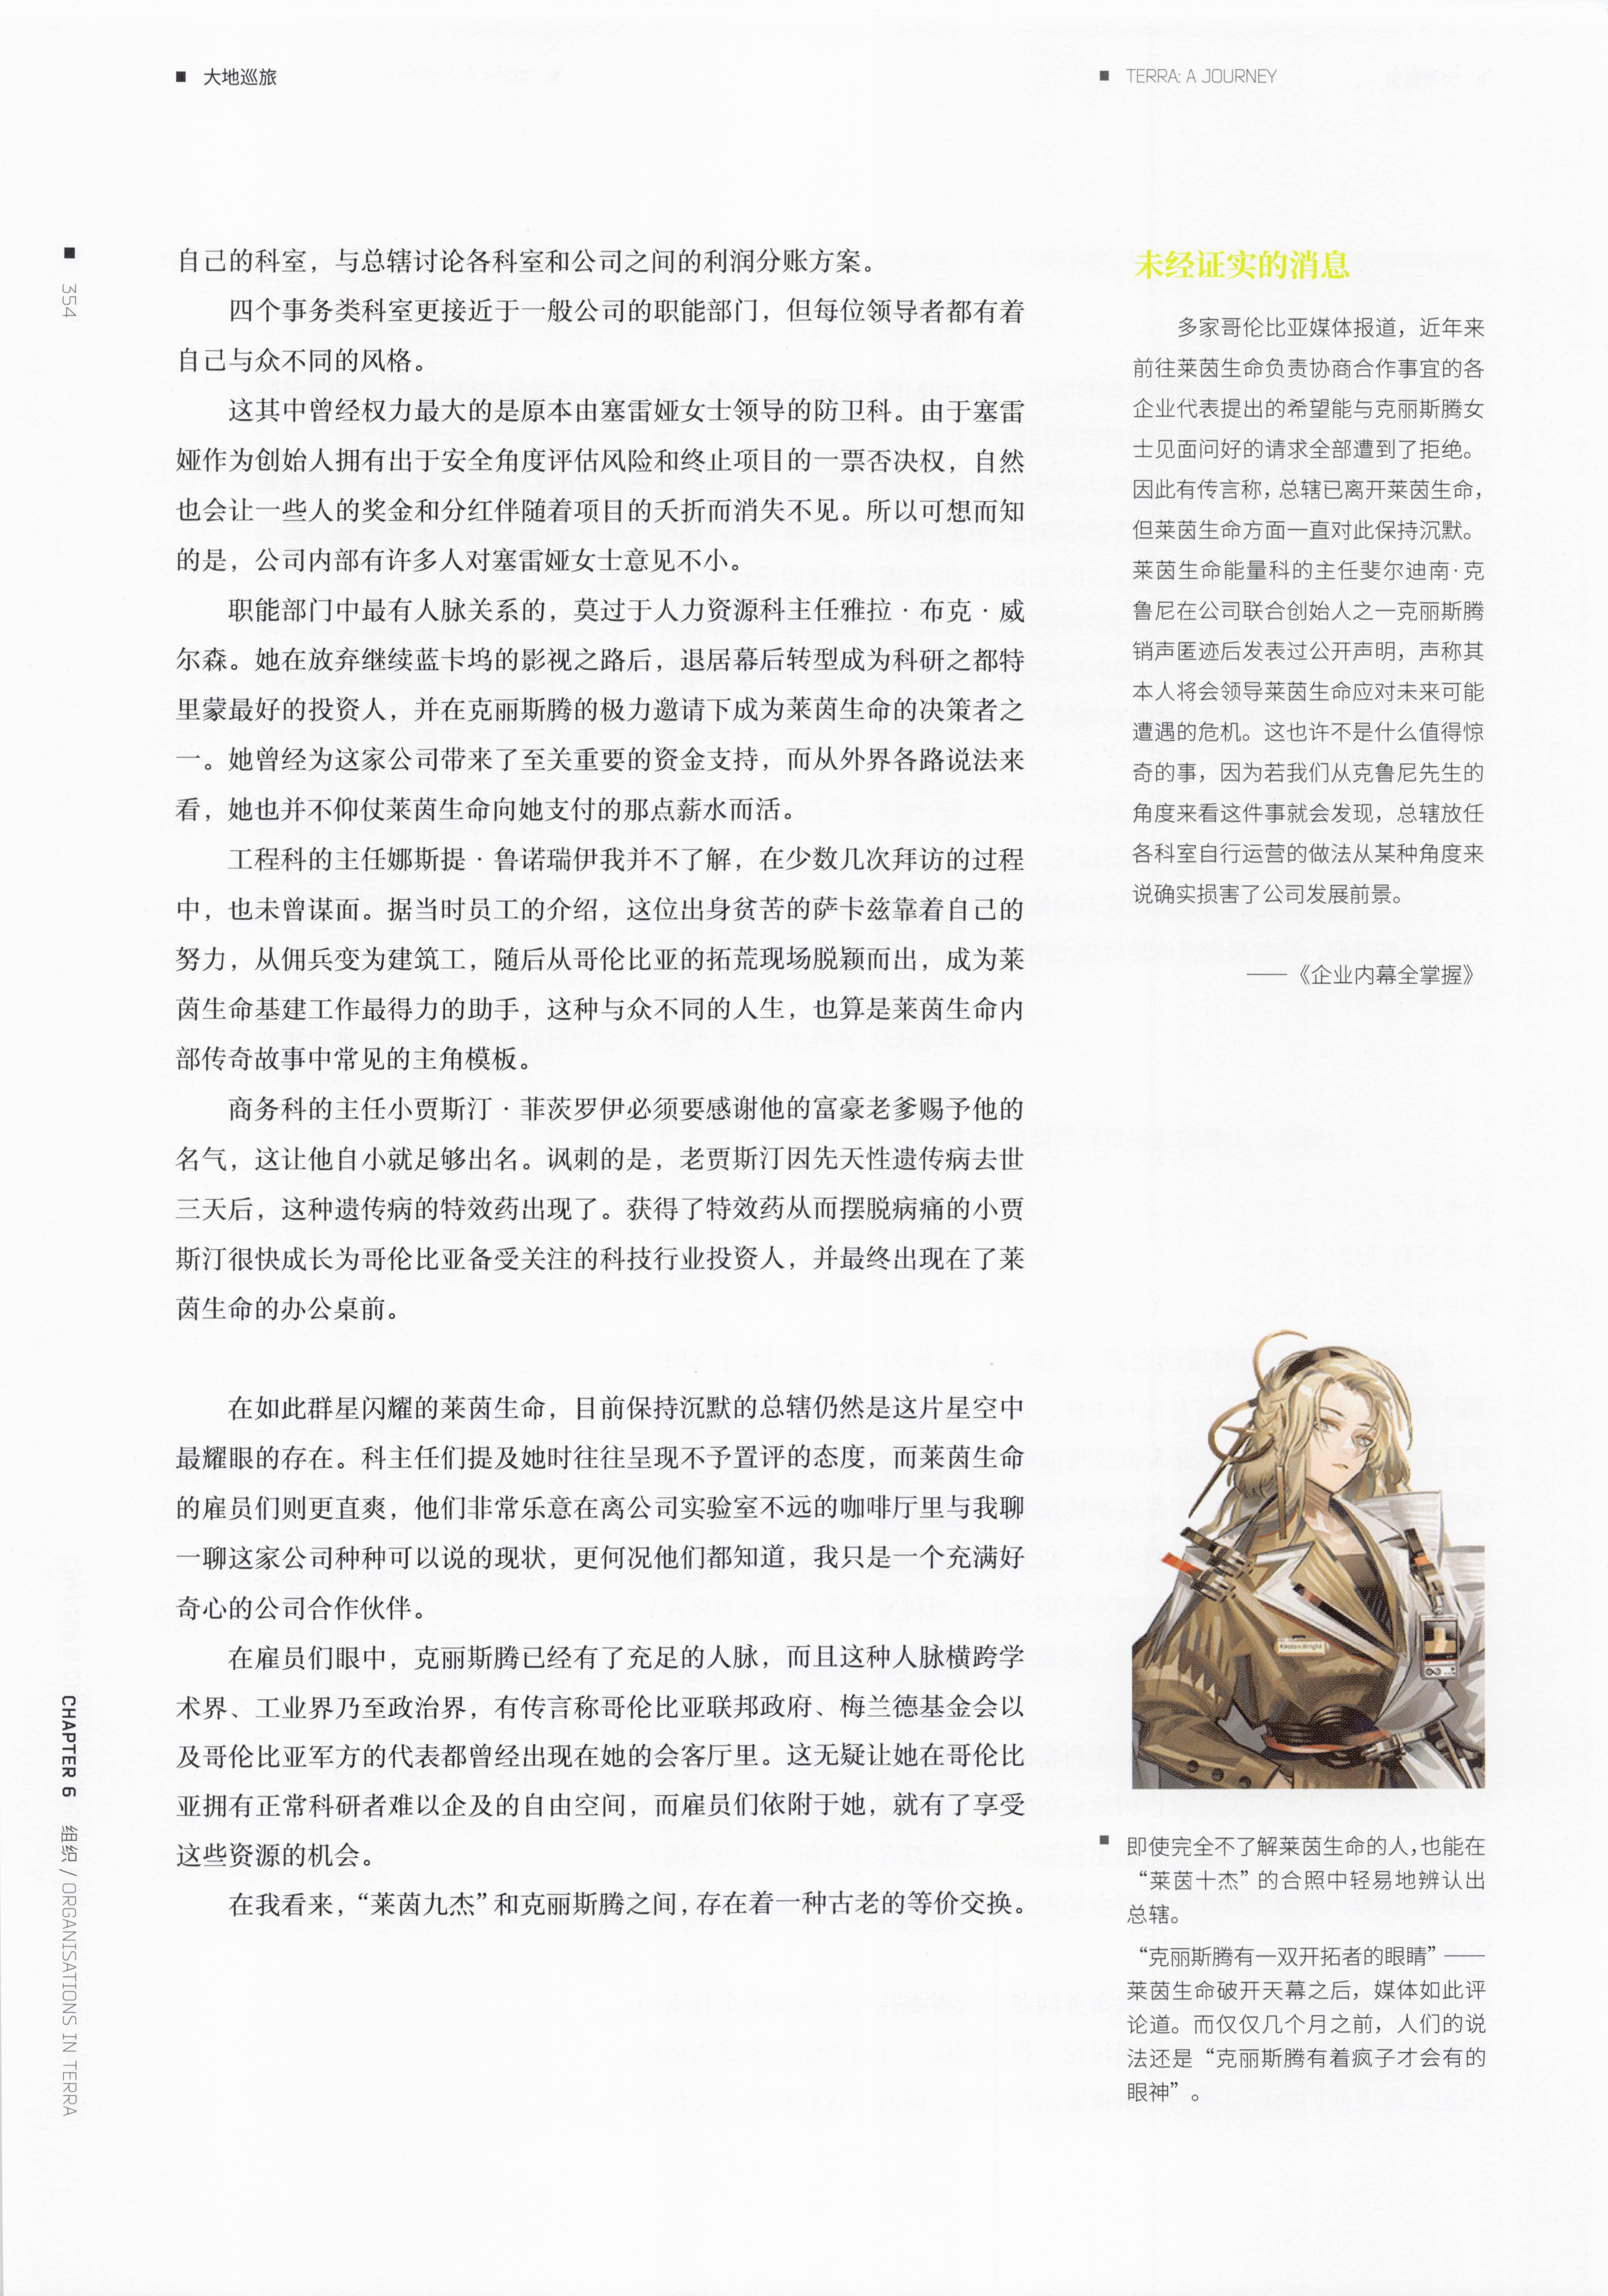 大地巡旅
TERRA: A JOURNEY
354
自己的科室，与总辖讨论各科室和公司之间的利润分账方案。
四个事务类科室更接近于一般公司的职能部门，但每位领导者都有着
自己与众不同的风格。
这其中曾经权力最大的是原本由塞雷娅女士领导的防卫科。由于塞雷
娅作为创始人拥有出于安全角度评估风险和终止项目的一票否决权，自然
也会让一些人的奖金和分红伴随着项目的夭折而消失不见。所以可想而知
的是，公司内部有许多人对塞雷娅女士意见不小。
职能部门中最有人脉关系的，莫过于人力资源科主任雅拉·布克·威
尔森。她在放弃继续蓝卡坞的影视之路后，退居幕后转型成为科研之都特
里蒙最好的投资人，并在克丽斯腾的极力邀请下成为莱茵生命的决策者之
一。她曾经为这家公司带来了至关重要的资金支持，而从外界各路说法来
看，她也并不仰仗莱茵生命向她支付的那点薪水而活。
工程科的主任娜斯提·鲁诺瑞伊我并不了解，在少数几次拜访的过程
中，也未曾谋面。据当时员工的介绍，这位出身贫苦的萨卡兹靠着自己的
努力，从佣兵变为建筑工，随后从哥伦比亚的拓荒现场脱颖而出，成为莱
茵生命基建工作最得力的助手，这种与众不同的人生，也算是莱茵生命内
部传奇故事中常见的主角模板。
商务科的主任小贾斯汀·菲茨罗伊必须要感谢他的富豪老爹赐予他的
名气，这让他自小就足够出名。讽刺的是，老贾斯汀因先天性遗传病去世
三天后，这种遗传病的特效药出现了。获得了特效药从而摆脱病痛的小贾
斯汀很快成长为哥伦比亚备受关注的科技行业投资人，并最终出现在了莱
茵生命的办公桌前。
在如此群星闪耀的莱茵生命，目前保持沉默的总辖仍然是这片星空中
最耀眼的存在。科主任们提及她时往往呈现不予置评的态度，而莱茵生命
的雇员们则更直爽，他们非常乐意在离公司实验室不远的咖啡厅里与我聊
一聊这家公司种种可以说的现状，更何况他们都知道，我只是一个充满好
奇心的公司合作伙伴。
在雇员们眼中，克丽斯腾已经有了充足的人脉，而且这种人脉横跨学
术界、工业界乃至政治界，有传言称哥伦比亚联邦政府、梅兰德基金会以
及哥伦比亚军方的代表都曾经出现在她的会客厅里。这无疑让她在哥伦比
亚拥有正常科研者难以企及的自由空间，而雇员们依附于她，就有了享受
这些资源的机会。
在我看来，“莱茵九杰”和克丽斯腾之间，存在着一种古老的等价交换。
未经证实的消息
多家哥伦比亚媒体报道，近年来
前往莱茵生命负责协商合作事宜的各
企业代表提出的希望能与克丽斯腾女
士见面问好的请求全部遭到了拒绝。
因此有传言称，总辖已离开莱茵生命，
但莱茵生命方面一直对此保持沉默。
莱茵生命能量科的主任斐尔迪南·克
鲁尼在公司联合创始人之一克丽斯腾
销声匿迹后发表过公开声明，声称其
本人将会领导莱茵生命应对未来可能
遭遇的危机。这也许不是什么值得惊
奇的事，因为若我们从克鲁尼先生的
角度来看这件事就会发现，总辖放任
各科室自行运营的做法从某种角度来
说确实损害了公司发展前景。
——《企业内幕全掌握》
Kristen Wright
即使完全不了解莱茵生命的人，也能在
“莱茵十杰”的合照中轻易地辨认出
总辖。
“克丽斯腾有一双开拓者的眼睛”——
莱茵生命破开天幕之后，媒体如此评
论道。而仅仅几个月之前，人们的说
法还是“克丽斯腾有着疯子才会有的
眼神”。
CHAPTER 6 组织 / ORGANISATIONS IN TERRA